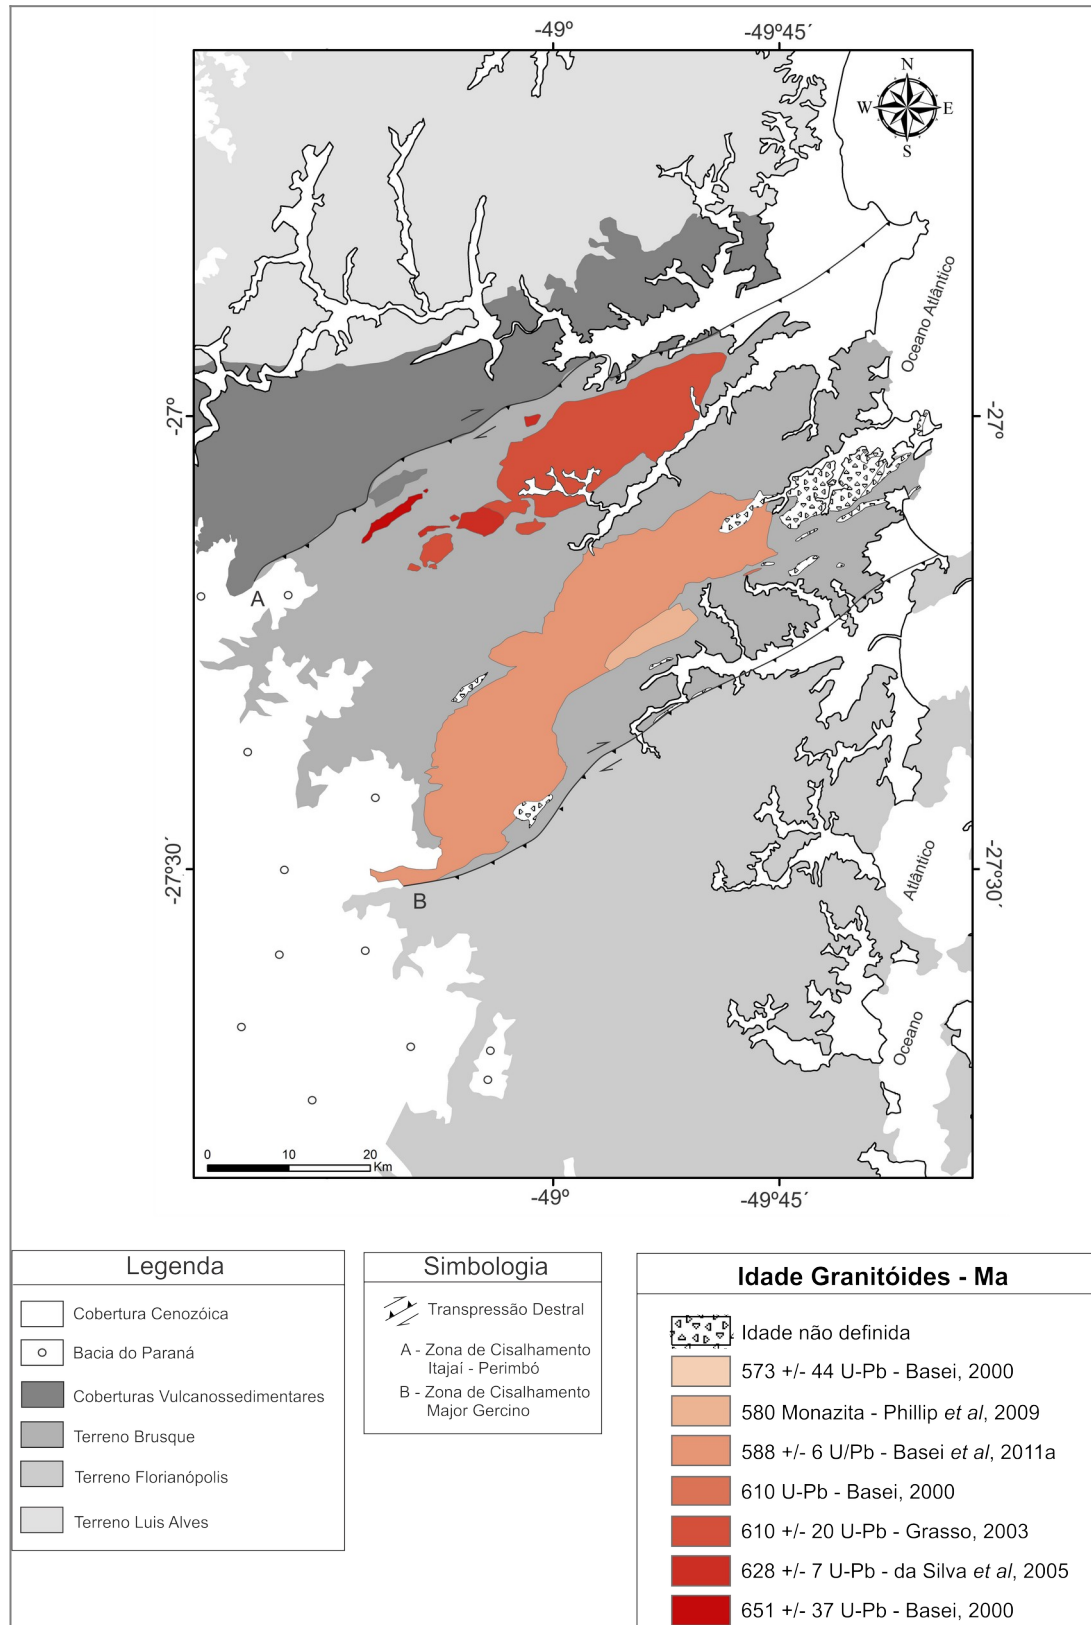 -49º
-49º45´
N
W
E
S
Oceano Atlântico
-27º
-27º
A
-27º30´
-27º30´
B
Atlântico
Oceano
0
10
20
Km
-49º
-49º45´
Legenda
Cobertura Cenozóica
Bacia do Paraná
Coberturas Vulcanossedimentares
Terreno Brusque
Terreno Florianópolis
Terreno Luis Alves
Simbologia
Transpressão Destral
A - Zona de Cisalhamento
Itajaí - Perimbó
B - Zona de Cisalhamento
Major Gercino
Idade Granitóides - Ma
Idade não definida
573 +/- 44 U-Pb - Basei, 2000
580 Monazita - Phillip et al, 2009
588 +/- 6 U/Pb - Basei et al, 2011a
610 U-Pb - Basei, 2000
610 +/- 20 U-Pb - Grasso, 2003
628 +/- 7 U-Pb - da Silva et al, 2005
651 +/- 37 U-Pb - Basei, 2000